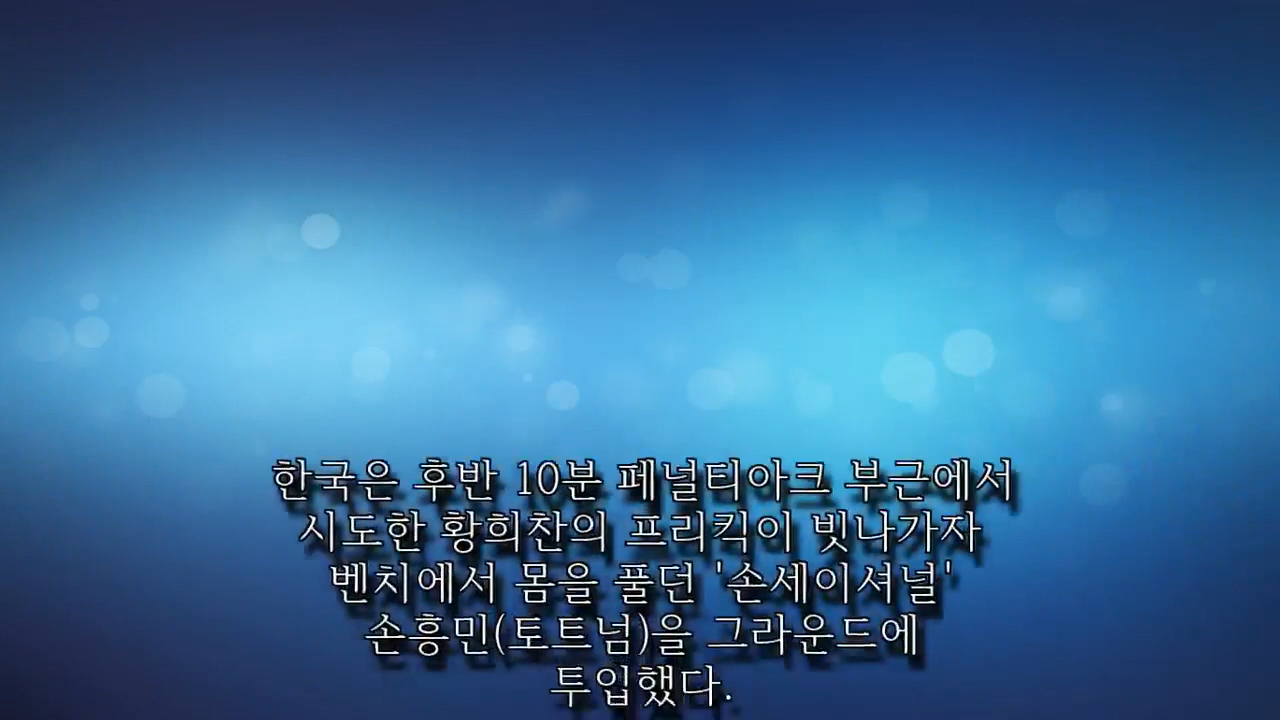 한국은 후반 10분 페널티아크 부근에서
시도한 황희찬의 프리킥이 빗나가자
벤치에서 몸을 풀던 '손세이셔널'
손흥민(토트넘)을 그라운드에
투입했다.